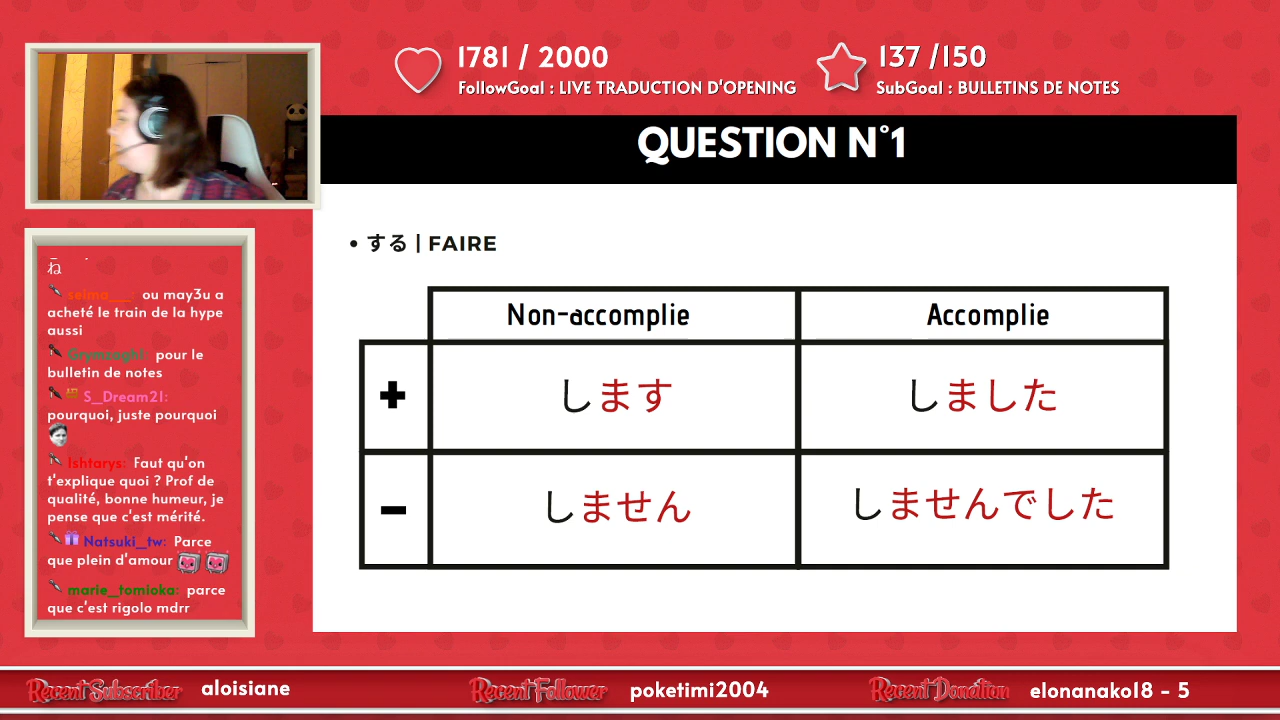 1781 / 2000
FollowGoal : LIVE TRADUCTION D'OPENING
137 /150
SubGoal : BULLETINS DE NOTES
QUESTION N°1
• する | FAIRE
Non-accomplie
Accomplie
+
します
しました
-
しません
しませんでした
ね
seima___: ou may3u a
acheté le train de la hype
aussi
Grymzagh1: pour le
bulletin de notes
S_Dream21:
pourquoi, juste pourquoi
Ishtarys: Faut qu'on
t'explique quoi ? Prof de
qualité, bonne humeur, je
pense que c'est mérité.
Natsuki_tw: Parce
que plein d'amour
marie_tomioka: parce
que c'est rigolo mdrr
Recent Subscriber aloisiane
Recent Follower poketimi2004
Recent Donation elonanako18 - 5